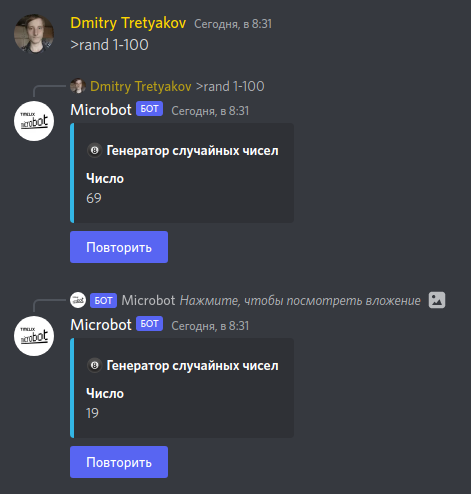 Dmitry Tretyakov Сегодня, в 8:31
>rand 1-100
Dmitry Tretyakov >rand 1-100
Microbot БОТ Сегодня, в 8:31
Генератор случайных чисел
Число
69
Повторить
БОТ Microbot Нажмите, чтобы посмотреть вложение
Microbot БОТ Сегодня, в 8:31
Генератор случайных чисел
Число
19
Повторить